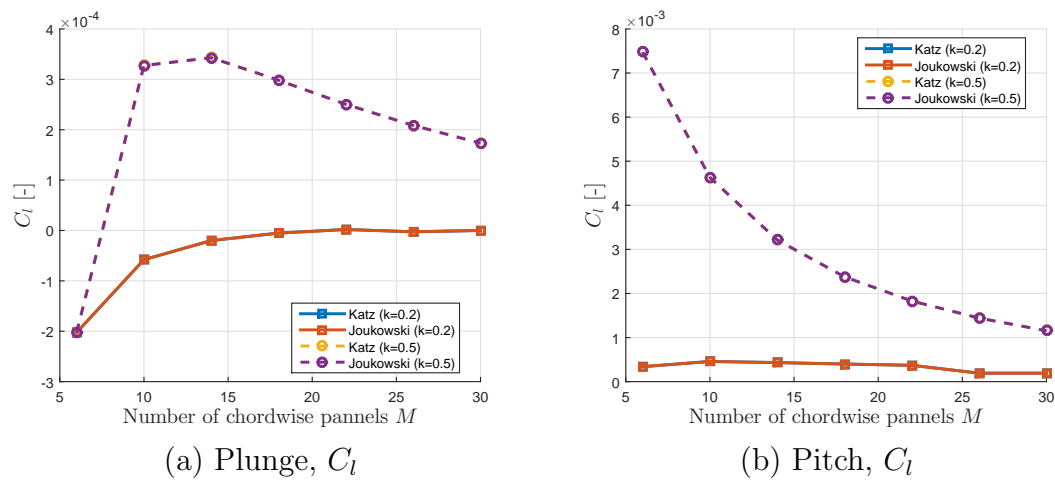 ×10⁻⁴
4
3
2
1
0
-1
-2
-3
5
10
15
20
25
30
C_l [-]
Number of chordwise pannels M
Katz (k=0.2)
Joukowski (k=0.2)
Katz (k=0.5)
Joukowski (k=0.5)
(a) Plunge, C_l
×10⁻³
8
7
6
5
4
3
2
1
0
5
10
15
20
25
30
C_l [-]
Number of chordwise pannels M
Katz (k=0.2)
Joukowski (k=0.2)
Katz (k=0.5)
Joukowski (k=0.5)
(b) Pitch, C_l